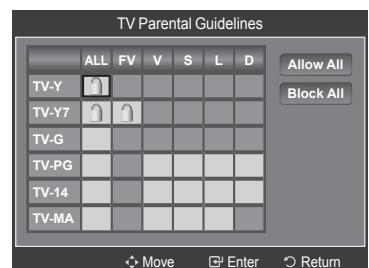 TV Parental Guidelines
ALL FV V S L D
Allow All
Block All
TV-Y
TV-Y7
TV-G
TV-PG
TV-14
TV-MA
Move Enter Return